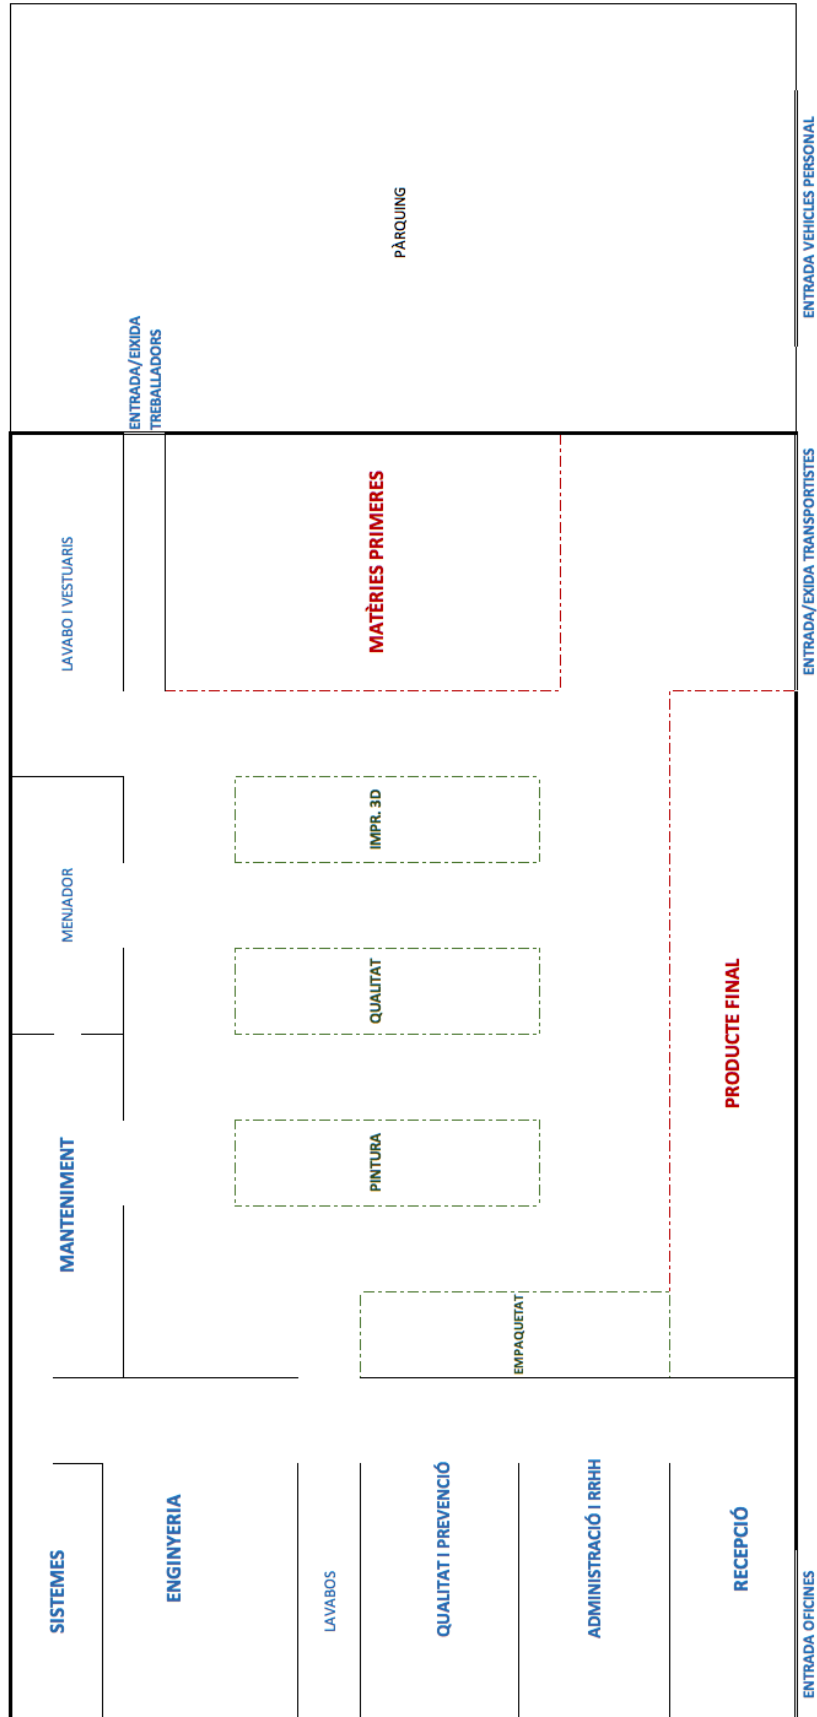 PÀRQUING
ENTRADA VEHICLES PERSONAL
ENTRADA/EIXIDA
TREBALLADORS
LAVABO I VESTUARIS
MATÈRIES PRIMERES
ENTRADA/EXIDA TRANSPORTISTES
MENJADOR
IMPR. 3D
QUALITAT
PRODUCTE FINAL
MANTENIMENT
PINTURA
EMPAQUETAT
SISTEMES
ENGINYERIA
LAVABOS
QUALITAT I PREVENCIÓ
ADMINISTRACIÓ I RRHH
RECEPCIÓ
ENTRADA OFICINES